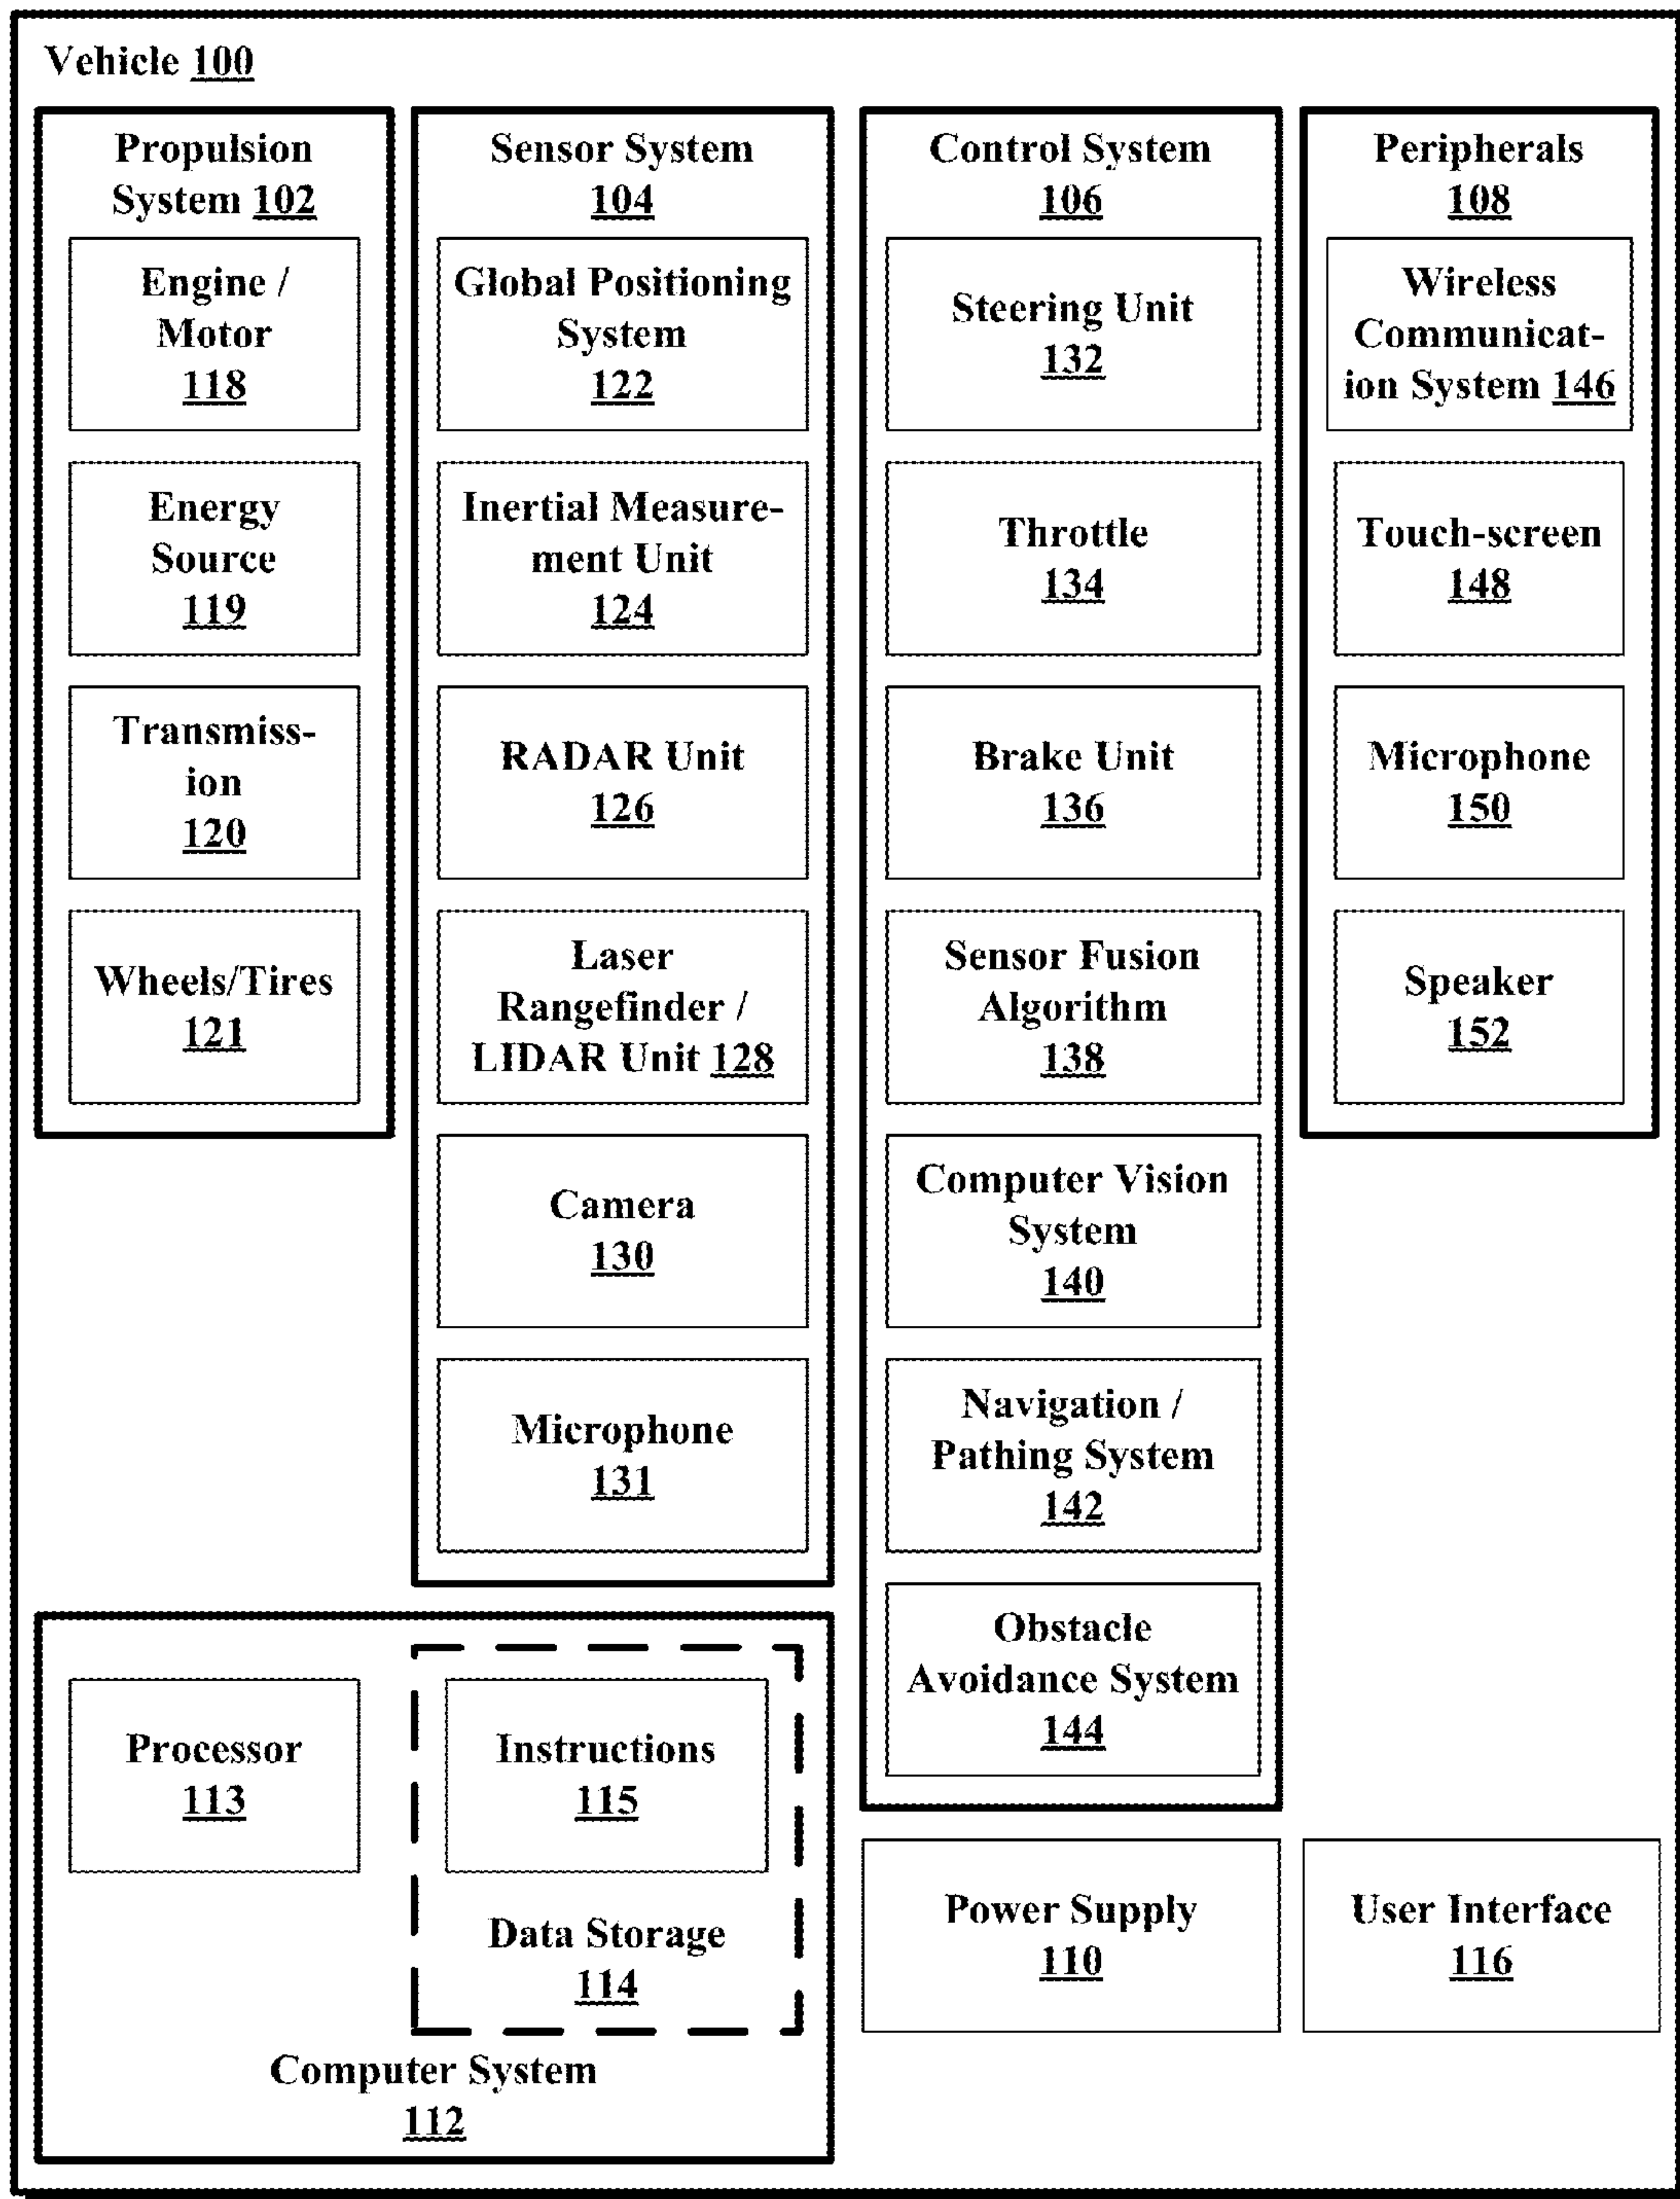 Vehicle 100
Propulsion
System 102
Engine /
Motor
118
Energy
Source
119
Transmiss-
ion
120
Wheels/Tires
121
Sensor System
104
Global Positioning
System
122
Inertial Measure-
ment Unit
124
RADAR Unit
126
Laser
Rangefinder /
LIDAR Unit 128
Camera
130
Microphone
131
Control System
106
Steering Unit
132
Throttle
134
Brake Unit
136
Sensor Fusion
Algorithm
138
Computer Vision
System
140
Navigation /
Pathing System
142
Obstacle
Avoidance System
144
Peripherals
108
Wireless
Communicat-
ion System 146
Touch-screen
148
Microphone
150
Speaker
152
Processor
113
Instructions
115
Data Storage
114
Computer System
112
Power Supply
110
User Interface
116